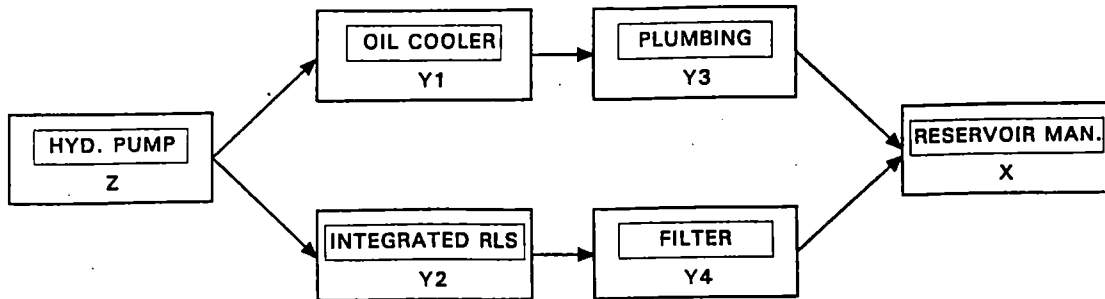 OIL COOLER
Y1
PLUMBING
Y3
HYD. PUMP
Z
RESERVOIR MAN.
X
INTEGRATED RLS
Y2
FILTER
Y4